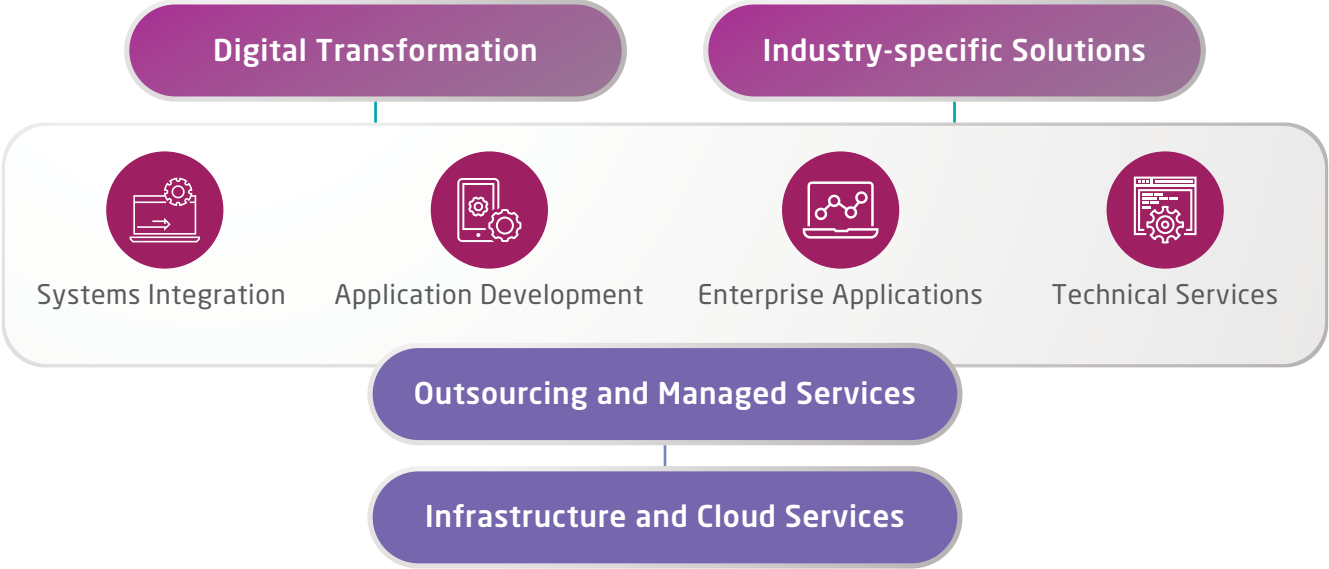 Digital Transformation
Industry-specific Solutions
Systems Integration
Application Development
Enterprise Applications
Technical Services
Outsourcing and Managed Services
Infrastructure and Cloud Services